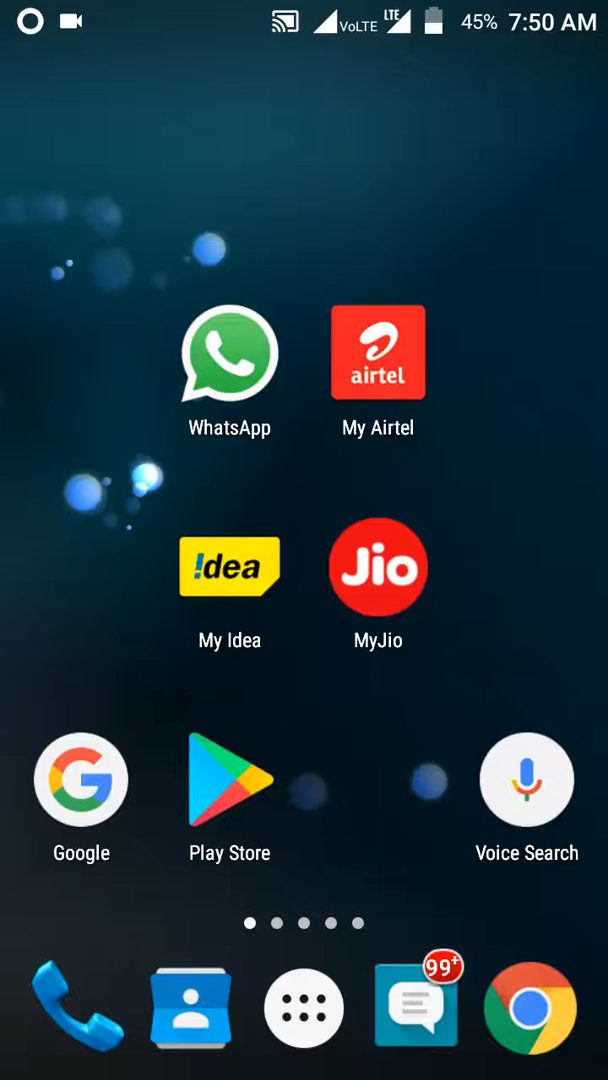 VoLTE LTE 45% 7:50 AM
airtel
WhatsApp My Airtel
!dea Jio
My Idea MyJio
G
Google Play Store Voice Search
99+